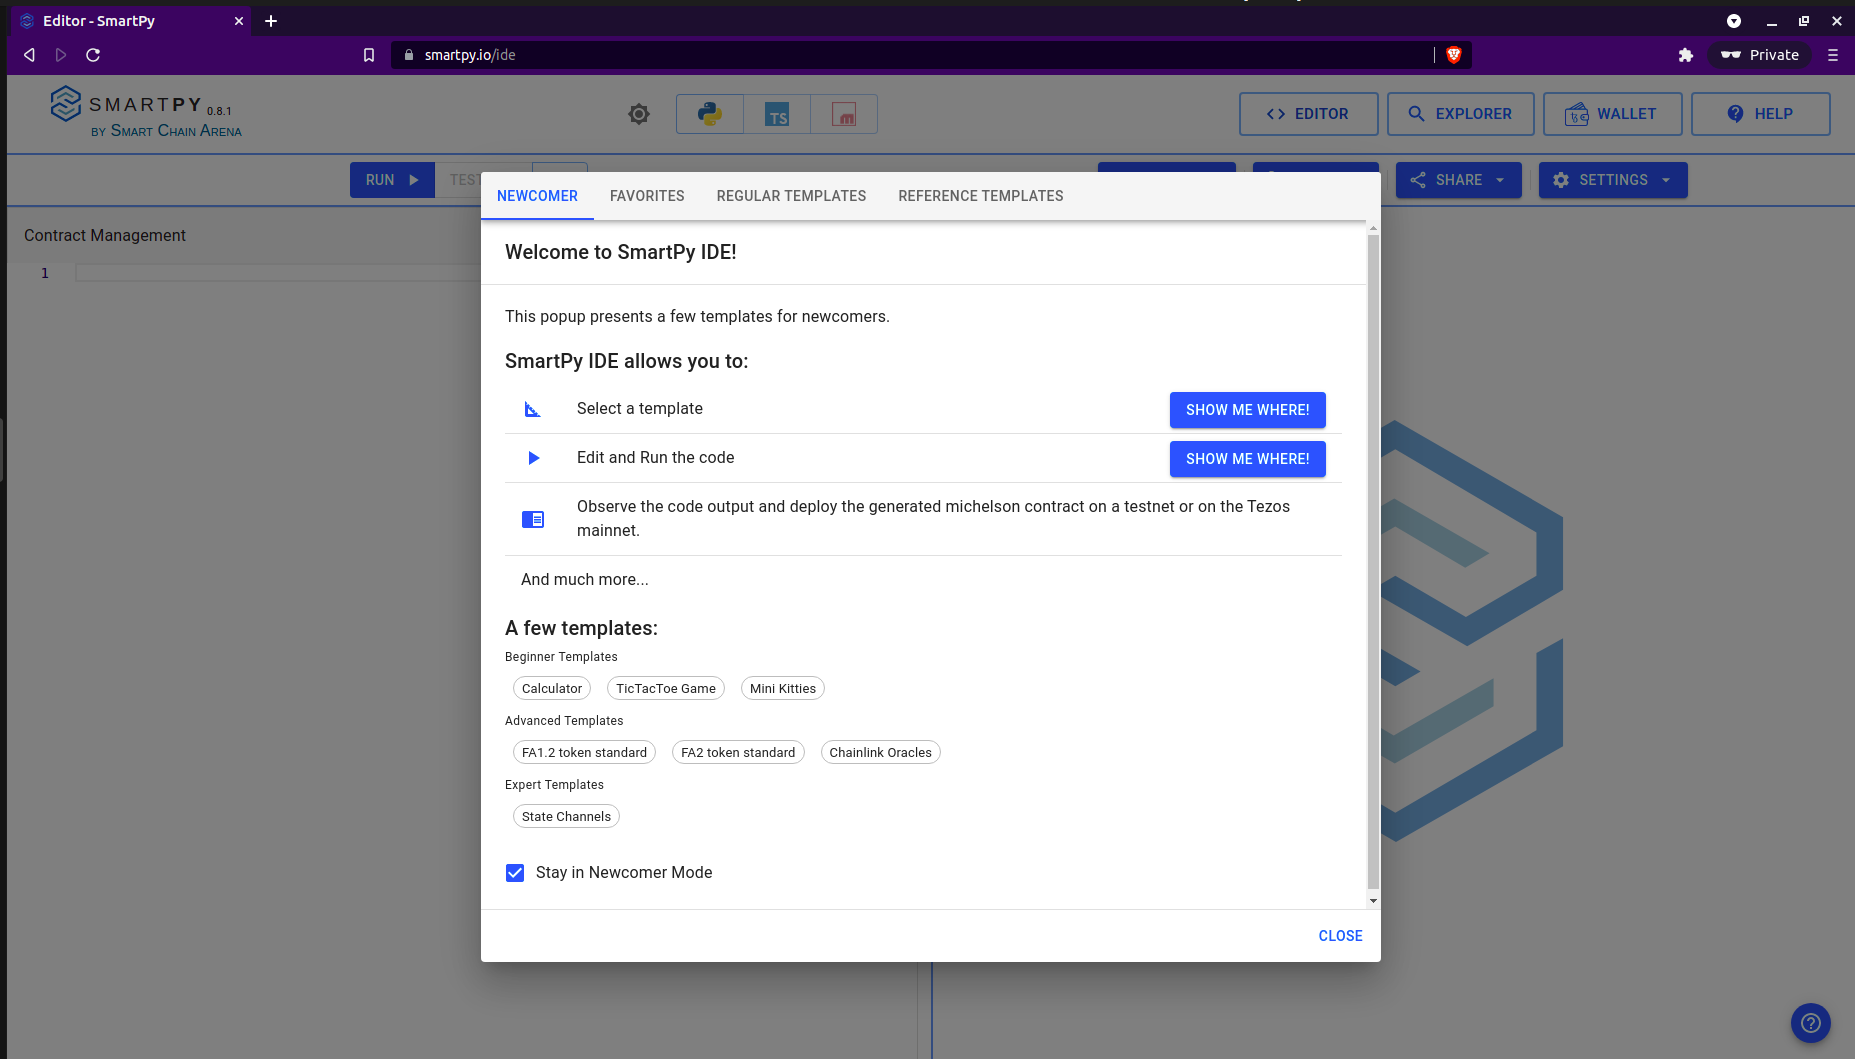 Editor - SmartPy
smartpy.io/ide
Private
SMARTPY 0.8.1
BY SMART CHAIN ARENA
TS
EDITOR
EXPLORER
WALLET
HELP
RUN
TEST
SHARE
SETTINGS
Contract Management
1
NEWCOMER
FAVORITES
REGULAR TEMPLATES
REFERENCE TEMPLATES
Welcome to SmartPy IDE!
This popup presents a few templates for newcomers.
SmartPy IDE allows you to:
Select a template
SHOW ME WHERE!
Edit and Run the code
SHOW ME WHERE!
Observe the code output and deploy the generated michelson contract on a testnet or on the Tezos
mainnet.
And much more...
A few templates:
Beginner Templates
Calculator
TicTacToe Game
Mini Kitties
Advanced Templates
FA1.2 token standard
FA2 token standard
Chainlink Oracles
Expert Templates
State Channels
Stay in Newcomer Mode
CLOSE